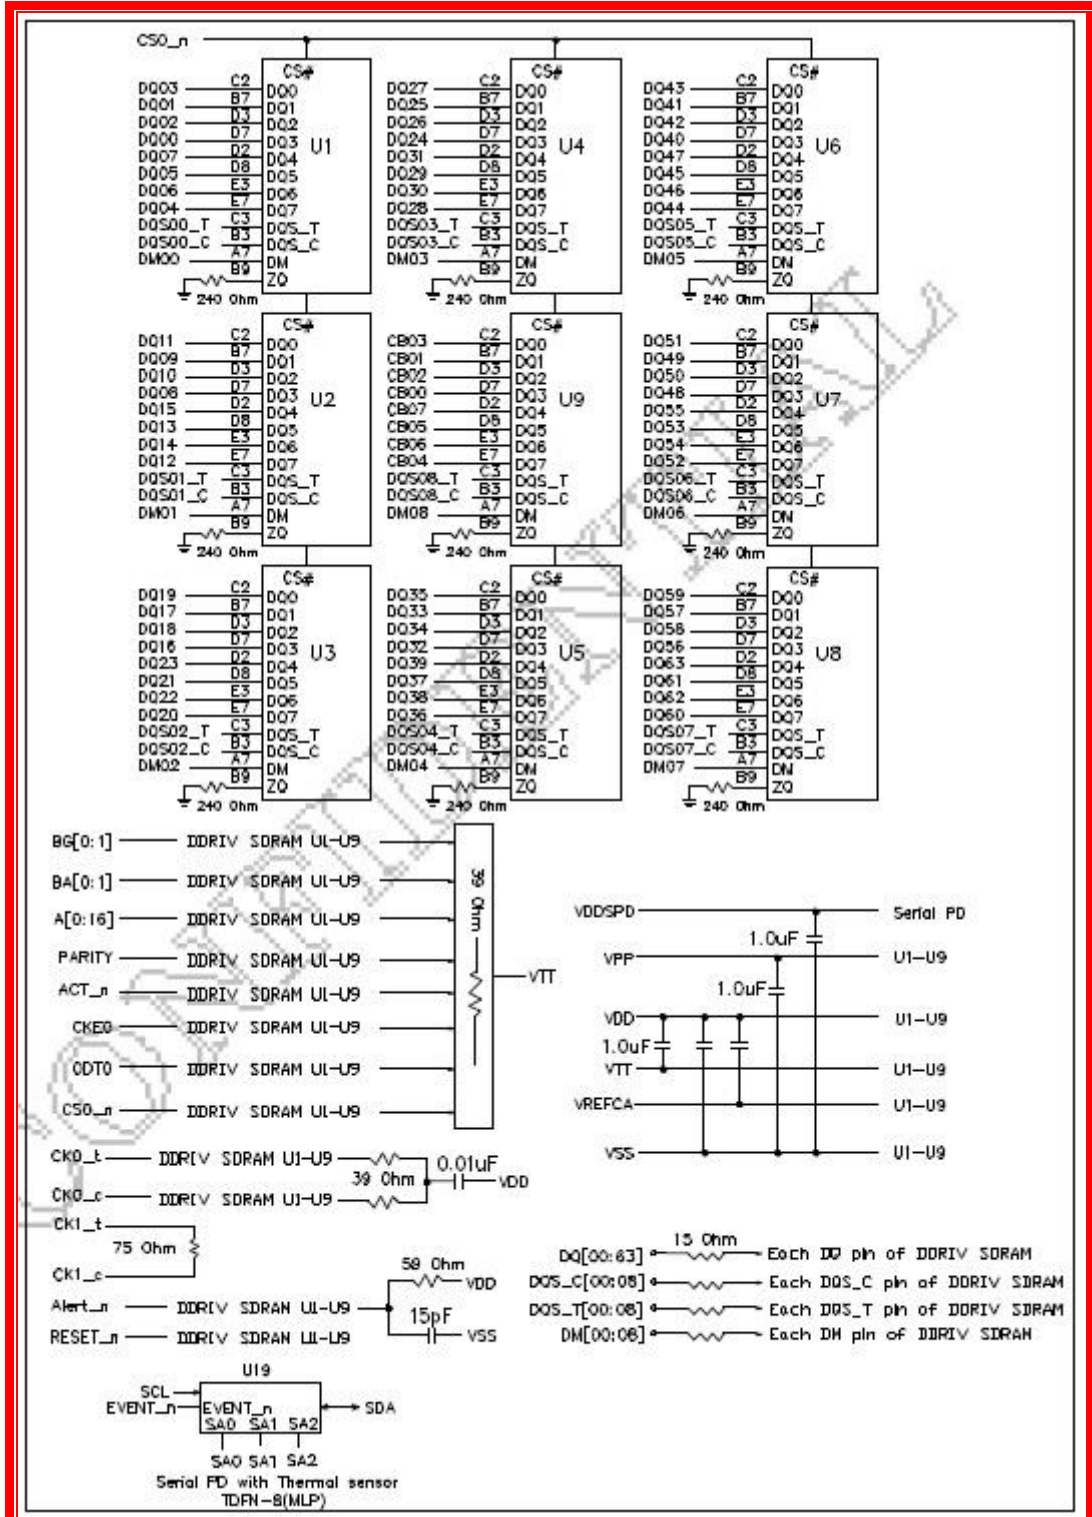 CS0_n
CS# CS# CS#
DQ03 C2 DQ0 DQ27 C2 DQ0 DQ43 C2 DQ0
DQ01 B7 DQ1 DQ25 B7 DQ1 DQ41 B7 DQ1
DQ02 D3 DQ2 DQ26 D3 DQ2 DQ42 D3 DQ2
DQ00 D7 DQ3 U1 DQ24 D7 DQ3 U4 DQ40 D7 DQ3 U6
DQ07 D2 DQ4 DQ31 D2 DQ4 DQ47 D2 DQ4
DQ05 D8 DQ5 DQ29 D8 DQ5 DQ45 D8 DQ5
DQ06 E3 DQ6 DQ30 E3 DQ6 DQ46 E3 DQ6
DQ04 E7 DQ7 DQ28 E7 DQ7 DQ44 E7 DQ7
DQS00_T C3 DQS_T DQS03_T C3 DQS_T DQS05_T C3 DQS_T
DQS00_C B3 DQS_C DQS03_C B3 DQS_C DQS05_C B3 DQS_C
DM00 A7 DM DM03 A7 DM DM05 A7 DM
B9 ZQ B9 ZQ B9 ZQ
240 Ohm 240 Ohm 240 Ohm
CS# CS# CS#
DQ11 C2 DQ0 CB03 C2 DQ0 DQ51 C2 DQ0
DQ09 B7 DQ1 CB01 B7 DQ1 DQ49 B7 DQ1
DQ10 D3 DQ2 CB02 D3 DQ2 DQ50 D3 DQ2
DQ08 D7 DQ3 U2 CB00 D7 DQ3 U9 DQ48 D7 DQ3 U7
DQ15 D2 DQ4 CB07 D2 DQ4 DQ55 D2 DQ4
DQ13 D8 DQ5 CB05 D8 DQ5 DQ53 D8 DQ5
DQ14 E3 DQ6 CB06 E3 DQ6 DQ54 E3 DQ6
DQ12 E7 DQ7 CB04 E7 DQ7 DQ52 E7 DQ7
DQS01_T C3 DQS_T DQS08_T C3 DQS_T DQS06_T C3 DQS_T
DQS01_C B3 DQS_C DQS08_C B3 DQS_C DQS06_C B3 DQS_C
DM01 A7 DM DM08 A7 DM DM06 A7 DM
B9 ZQ B9 ZQ B9 ZQ
240 Ohm 240 Ohm 240 Ohm
CS# CS# CS#
DQ19 C2 DQ0 DQ35 C2 DQ0 DQ59 C2 DQ0
DQ17 B7 DQ1 DQ33 B7 DQ1 DQ57 B7 DQ1
DQ18 D3 DQ2 DQ34 D3 DQ2 DQ58 D3 DQ2
DQ16 D7 DQ3 U3 DQ32 D7 DQ3 U5 DQ56 D7 DQ3 U8
DQ23 D2 DQ4 DQ39 D2 DQ4 DQ63 D2 DQ4
DQ21 D8 DQ5 DQ37 D8 DQ5 DQ61 D8 DQ5
DQ22 E3 DQ6 DQ38 E3 DQ6 DQ62 E3 DQ6
DQ20 E7 DQ7 DQ36 E7 DQ7 DQ60 E7 DQ7
DQS02_T C3 DQS_T DQS04_T C3 DQS_T DQS07_T C3 DQS_T
DQS02_C B3 DQS_C DQS04_C B3 DQS_C DQS07_C B3 DQS_C
DM02 A7 DM DM04 A7 DM DM07 A7 DM
B9 ZQ B9 ZQ B9 ZQ
240 Ohm 240 Ohm 240 Ohm
BG[0:1] DDRIV SDRAM U1-U9
BA[0:1] DDRIV SDRAM U1-U9
A[0:16] DDRIV SDRAM U1-U9
PARITY DDRIV SDRAM U1-U9
ACT_n DDRIV SDRAM U1-U9
CKE0 DDRIV SDRAM U1-U9
ODT0 DDRIV SDRAM U1-U9
CS0_n DDRIV SDRAM U1-U9
39 Ohm
VTT
VDDSPD Serial PD
1.0uF
VPP U1-U9
1.0uF
VDD U1-U9
1.0uF
VTT U1-U9
VREFCA U1-U9
VSS U1-U9
CK0_t DDRIV SDRAM U1-U9
39 Ohm 0.01uF VDD
CK0_c DDRIV SDRAM U1-U9
CK1_t
75 Ohm
CK1_c
59 Ohm VDD
Alert_n DDRIV SDRAM U1-U9
15pF VSS
RESET_n DDRIV SDRAM U1-U9
15 Ohm
DQ[00:63] Each DQ pin of DDRIV SDRAM
DQS_C[00:08] Each DQS_C pin of DDRIV SDRAM
DQS_T[00:08] Each DQS_T pin of DDRIV SDRAM
DM[00:08] Each DM pin of DDRIV SDRAM
U19
SCL
EVENT_n EVENT_n SDA
SA0 SA1 SA2
SA0 SA1 SA2
Serial PD with Thermal sensor
TDFN-8(MLP)
CONFIDENTIAL